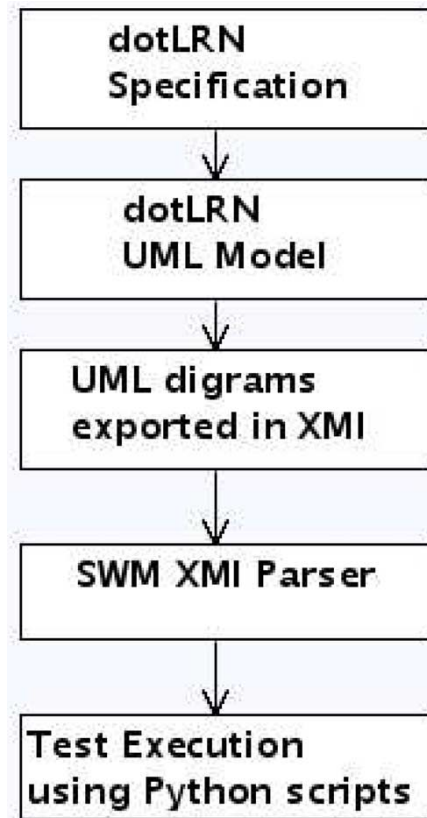 dotLRN
Specification
dotLRN
UML Model
UML digrams
exported in XMI
SWM XMI Parser
Test Execution
using Python scripts